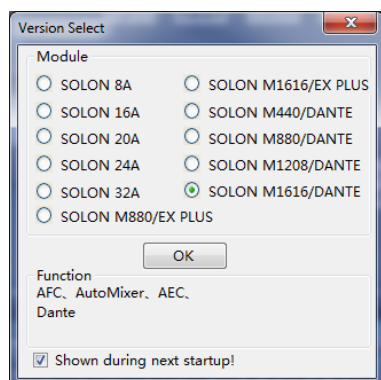 Version Select
x
Module
SOLON 8A
SOLON M1616/EX PLUS
SOLON 16A
SOLON M440/DANTE
SOLON 20A
SOLON M880/DANTE
SOLON 24A
SOLON M1208/DANTE
SOLON 32A
SOLON M1616/DANTE
SOLON M880/EX PLUS
OK
Function
AFC、AutoMixer、AEC、
Dante
Shown during next startup!